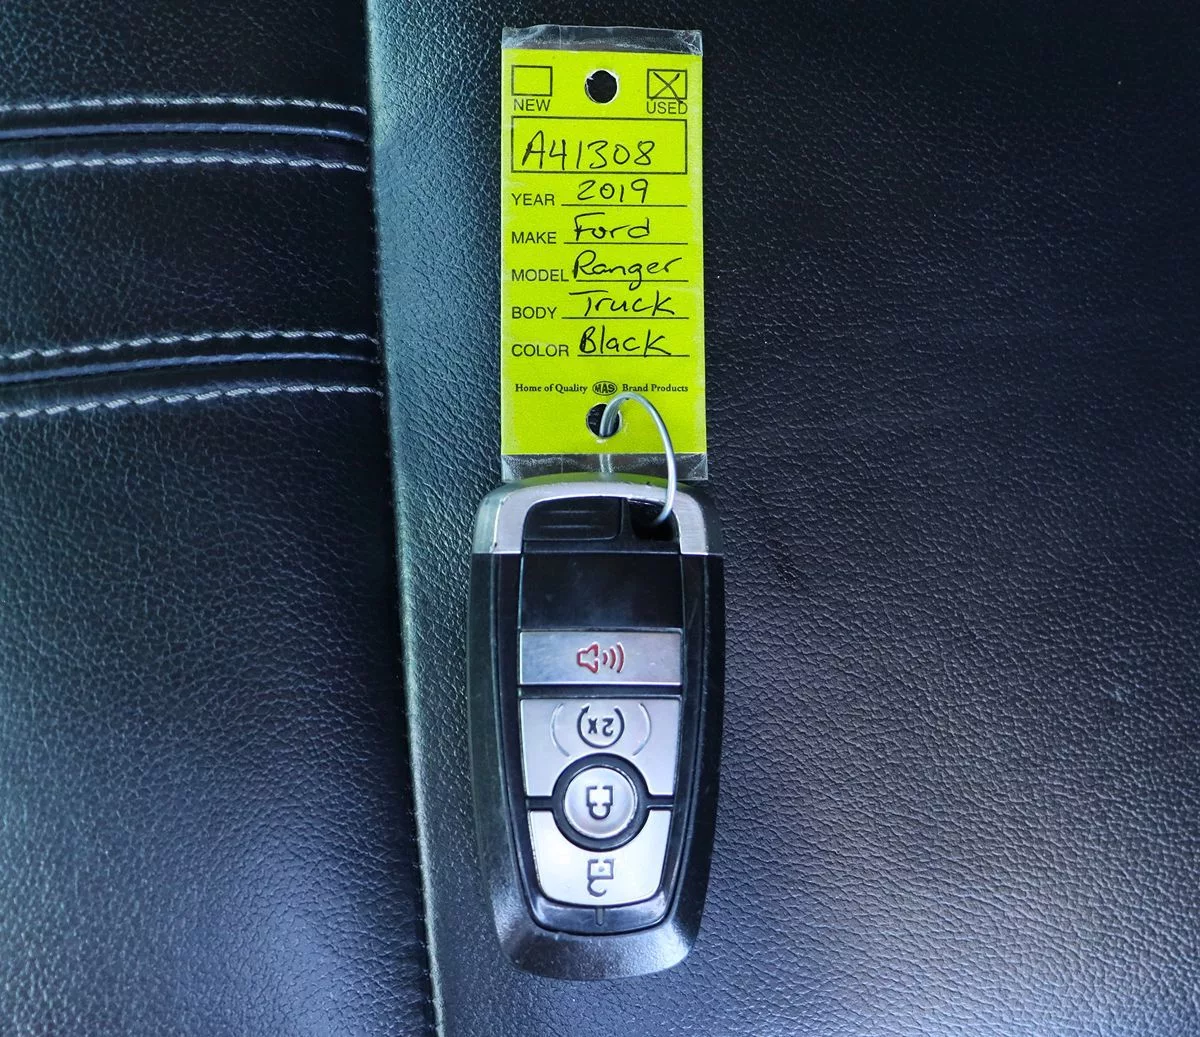 NEW USED
A41308
YEAR 2019
MAKE Ford
MODEL Ranger
BODY Truck
COLOR Black
Home of Quality MAS Brand Products
2x